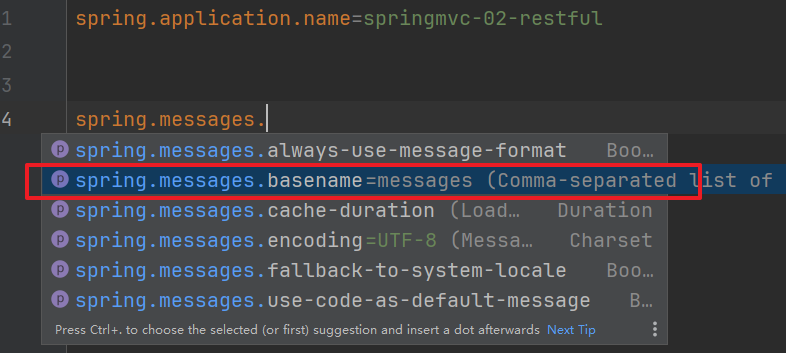 1 spring.application.name=springmvc-02-restful
2
3
4 spring.messages.
p spring.messages.always-use-message-format Boo…
p spring.messages.basename=messages (Comma-separated list of
p spring.messages.cache-duration (Load… Duration
p spring.messages.encoding=UTF-8 (Messa… Charset
p spring.messages.fallback-to-system-locale Boo…
p spring.messages.use-code-as-default-message B…
Press Ctrl+. to choose the selected (or first) suggestion and insert a dot afterwards Next Tip